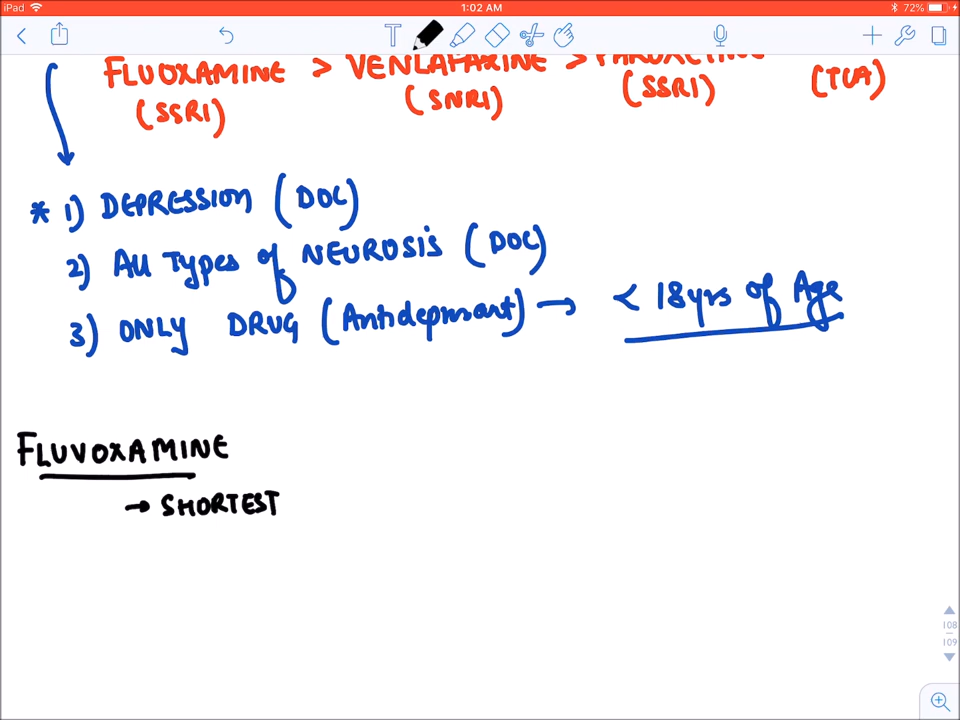 iPad 1:02 AM 72%
T
FLUVOXAMINE > VENLAFAXINE >
(SSRI) (SNRI) (SSRI) (TCA)
* 1) DEPRESSION (DOC)
2) All Types of NEUROSIS (DOC)
3) ONLY DRUG (Antidepressant) → < 18yrs of Age
FLUVOXAMINE
→ SHORTEST
108
109